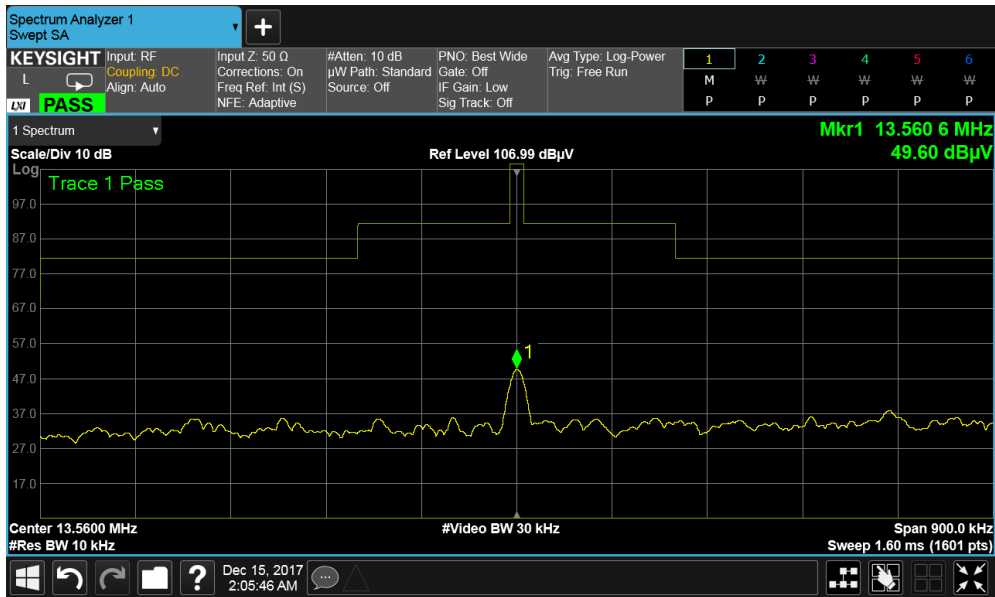 Spectrum Analyzer 1
Swept SA
+
KEYSIGHT Input: RF Input Z: 50 Ω #Atten: 10 dB PNO: Best Wide Avg Type: Log-Power 1 2 3 4 5 6
L Coupling: DC Corrections: On µW Path: Standard Gate: Off Trig: Free Run M W W W W W
Align: Auto Freq Ref: Int (S) Source: Off IF Gain: Low
LXI PASS NFE: Adaptive Sig Track: Off P P P P P P
1 Spectrum Mkr1 13.560 6 MHz
Scale/Div 10 dB Ref Level 106.99 dBµV 49.60 dBµV
Log
Trace 1 Pass
97.0
87.0
77.0
67.0
57.0
1
47.0
37.0
27.0
17.0
Center 13.5600 MHz #Video BW 30 kHz Span 900.0 kHz
#Res BW 10 kHz Sweep 1.60 ms (1601 pts)
? Dec 15, 2017
2:05:46 AM